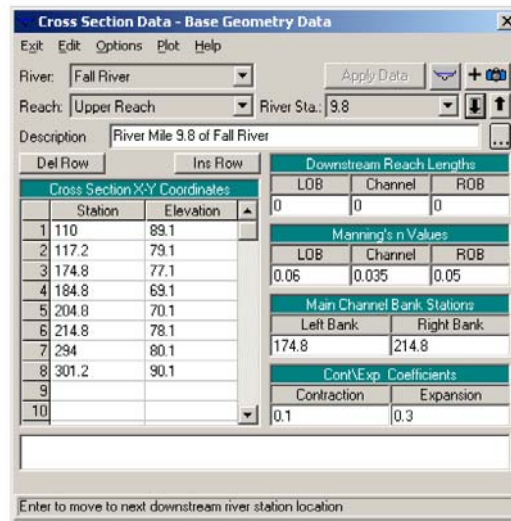 Cross Section Data - Base Geometry Data
Exit Edit Options Plot Help
River: Fall River Apply Data
Reach: Upper Reach River Sta.: 9.8
Description River Mile 9.8 of Fall River ...
Del Row Ins Row
Cross Section X-Y Coordinates
Station Elevation
1 110 89.1
2 117.2 79.1
3 174.8 77.1
4 184.8 69.1
5 204.8 70.1
6 214.8 78.1
7 294 80.1
8 301.2 90.1
9
10
Downstream Reach Lengths
LOB Channel ROB
0 0 0
Manning's n Values
LOB Channel ROB
0.06 0.035 0.05
Main Channel Bank Stations
Left Bank Right Bank
174.8 214.8
Cont\Exp Coefficients
Contraction Expansion
0.1 0.3
Enter to move to next downstream river station location